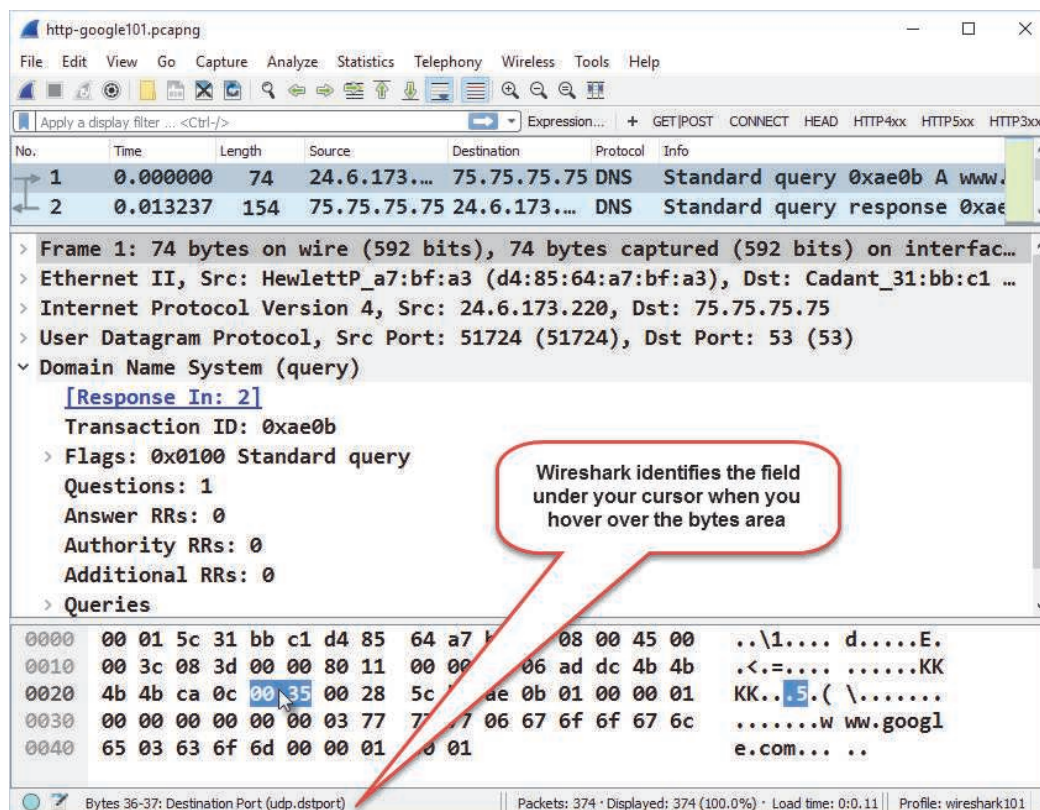 http-google101.pcapng
File Edit View Go Capture Analyze Statistics Telephony Wireless Tools Help
Apply a display filter ... <Ctrl-/> Expression... + GET|POST CONNECT HEAD HTTP4xx HTTP5xx HTTP3xx
No. Time Length Source Destination Protocol Info
1 0.000000 74 24.6.173.... 75.75.75.75 DNS Standard query 0xae0b A www.
2 0.013237 154 75.75.75.75 24.6.173.... DNS Standard query response 0xae
Frame 1: 74 bytes on wire (592 bits), 74 bytes captured (592 bits) on interfac...
Ethernet II, Src: HewlettP_a7:bf:a3 (d4:85:64:a7:bf:a3), Dst: Cadant_31:bb:c1 ...
Internet Protocol Version 4, Src: 24.6.173.220, Dst: 75.75.75.75
User Datagram Protocol, Src Port: 51724 (51724), Dst Port: 53 (53)
Domain Name System (query)
[Response In: 2]
Transaction ID: 0xae0b
Flags: 0x0100 Standard query
Questions: 1
Answer RRs: 0
Authority RRs: 0
Additional RRs: 0
Queries
Wireshark identifies the field
under your cursor when you
hover over the bytes area
0000 00 01 5c 31 bb c1 d4 85 64 a7 08 00 45 00 ..\1.... d.....E.
0010 00 3c 08 3d 00 00 80 11 00 00 06 ad dc 4b 4b .<.=.... ......KK
0020 4b 4b ca 0c 00 35 00 28 5c ae 0b 01 00 00 01 KK...5.( \.......
0030 00 00 00 00 00 00 03 77 77 06 67 6f 6f 67 6c .......w ww.googl
0040 65 03 63 6f 6d 00 00 01 01 e.com... ..
Bytes 36-37: Destination Port (udp.dstport) Packets: 374 · Displayed: 374 (100.0%) · Load time: 0:0.11 Profile: wireshark101